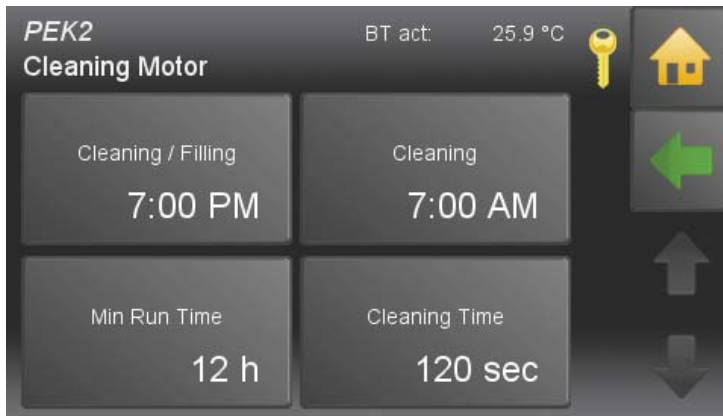 PEK2 BT act: 25.9 °C
Cleaning Motor
Cleaning / Filling
7:00 PM
Cleaning
7:00 AM
Min Run Time
12 h
Cleaning Time
120 sec